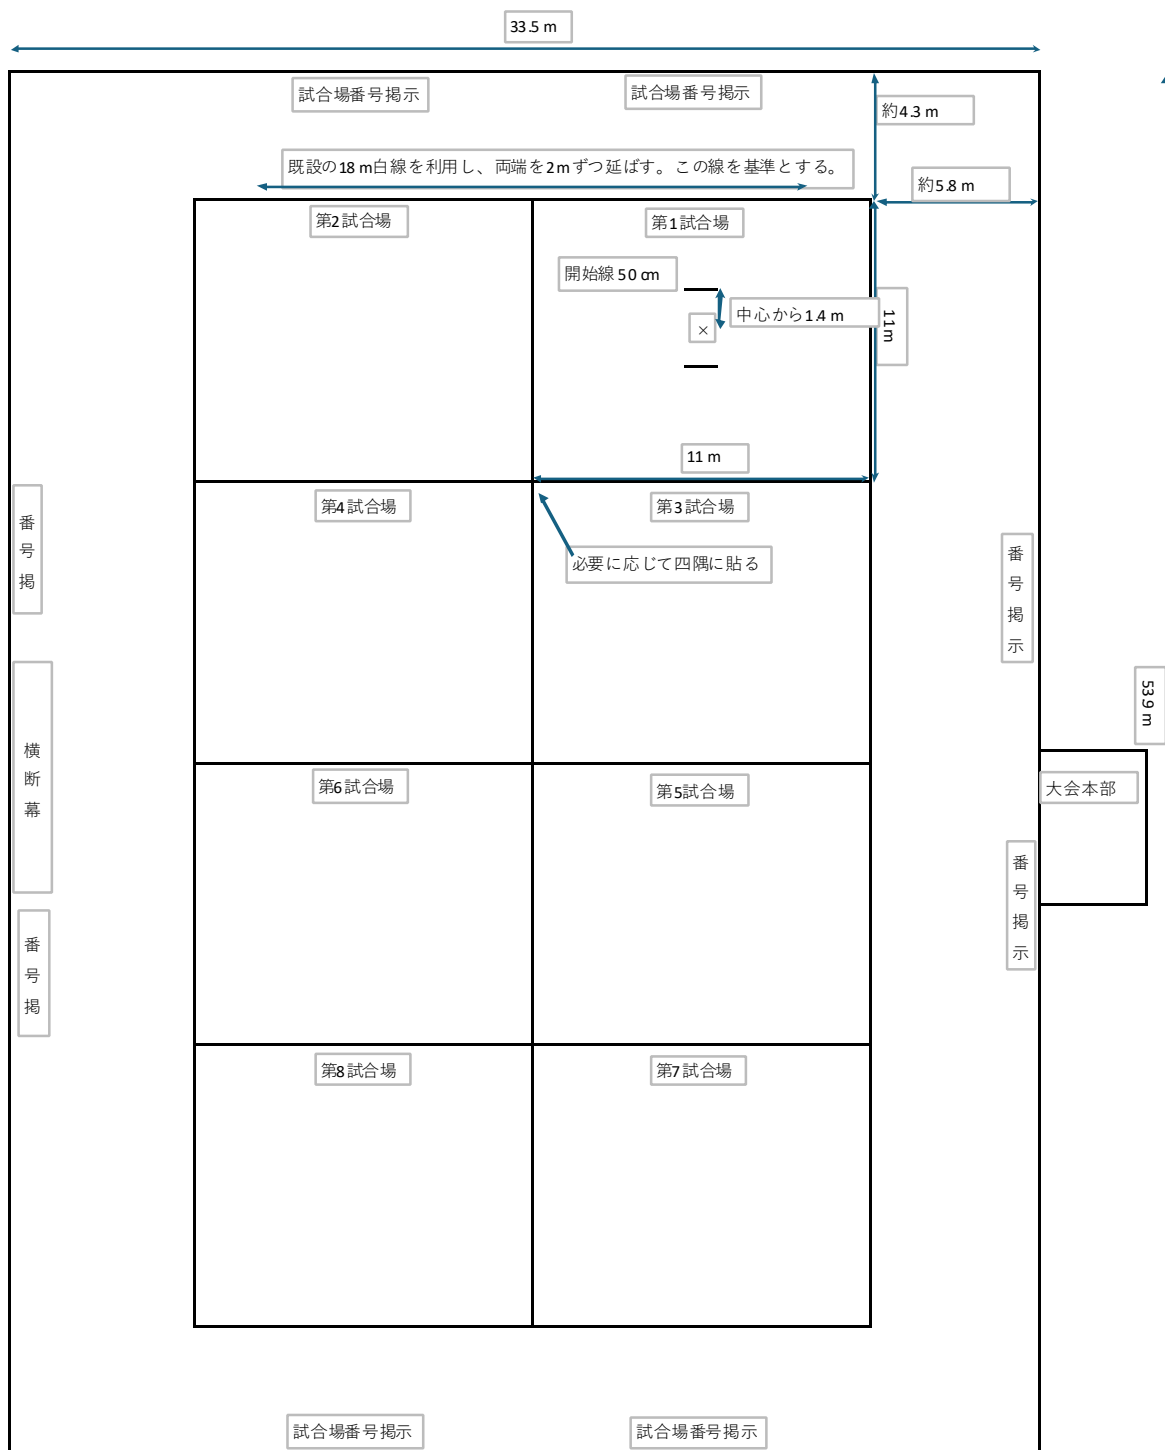 33.5 m
試合場番号掲示
試合場番号掲示
約4.3 m
既設の18 m白線を利用し、両端を2 mずつ延ばす。この線を基準とする。
約5.8 m
第2試合場
第1試合場
開始線 50 cm
中心から1.4 m
×
11 m
11 m
第4試合場
第3試合場
必要に応じて四隅に貼る
番号掲
番号掲示
横断幕
53.9 m
第6試合場
第5試合場
大会本部
番号掲示
番号掲
第8試合場
第7試合場
試合場番号掲示
試合場番号掲示